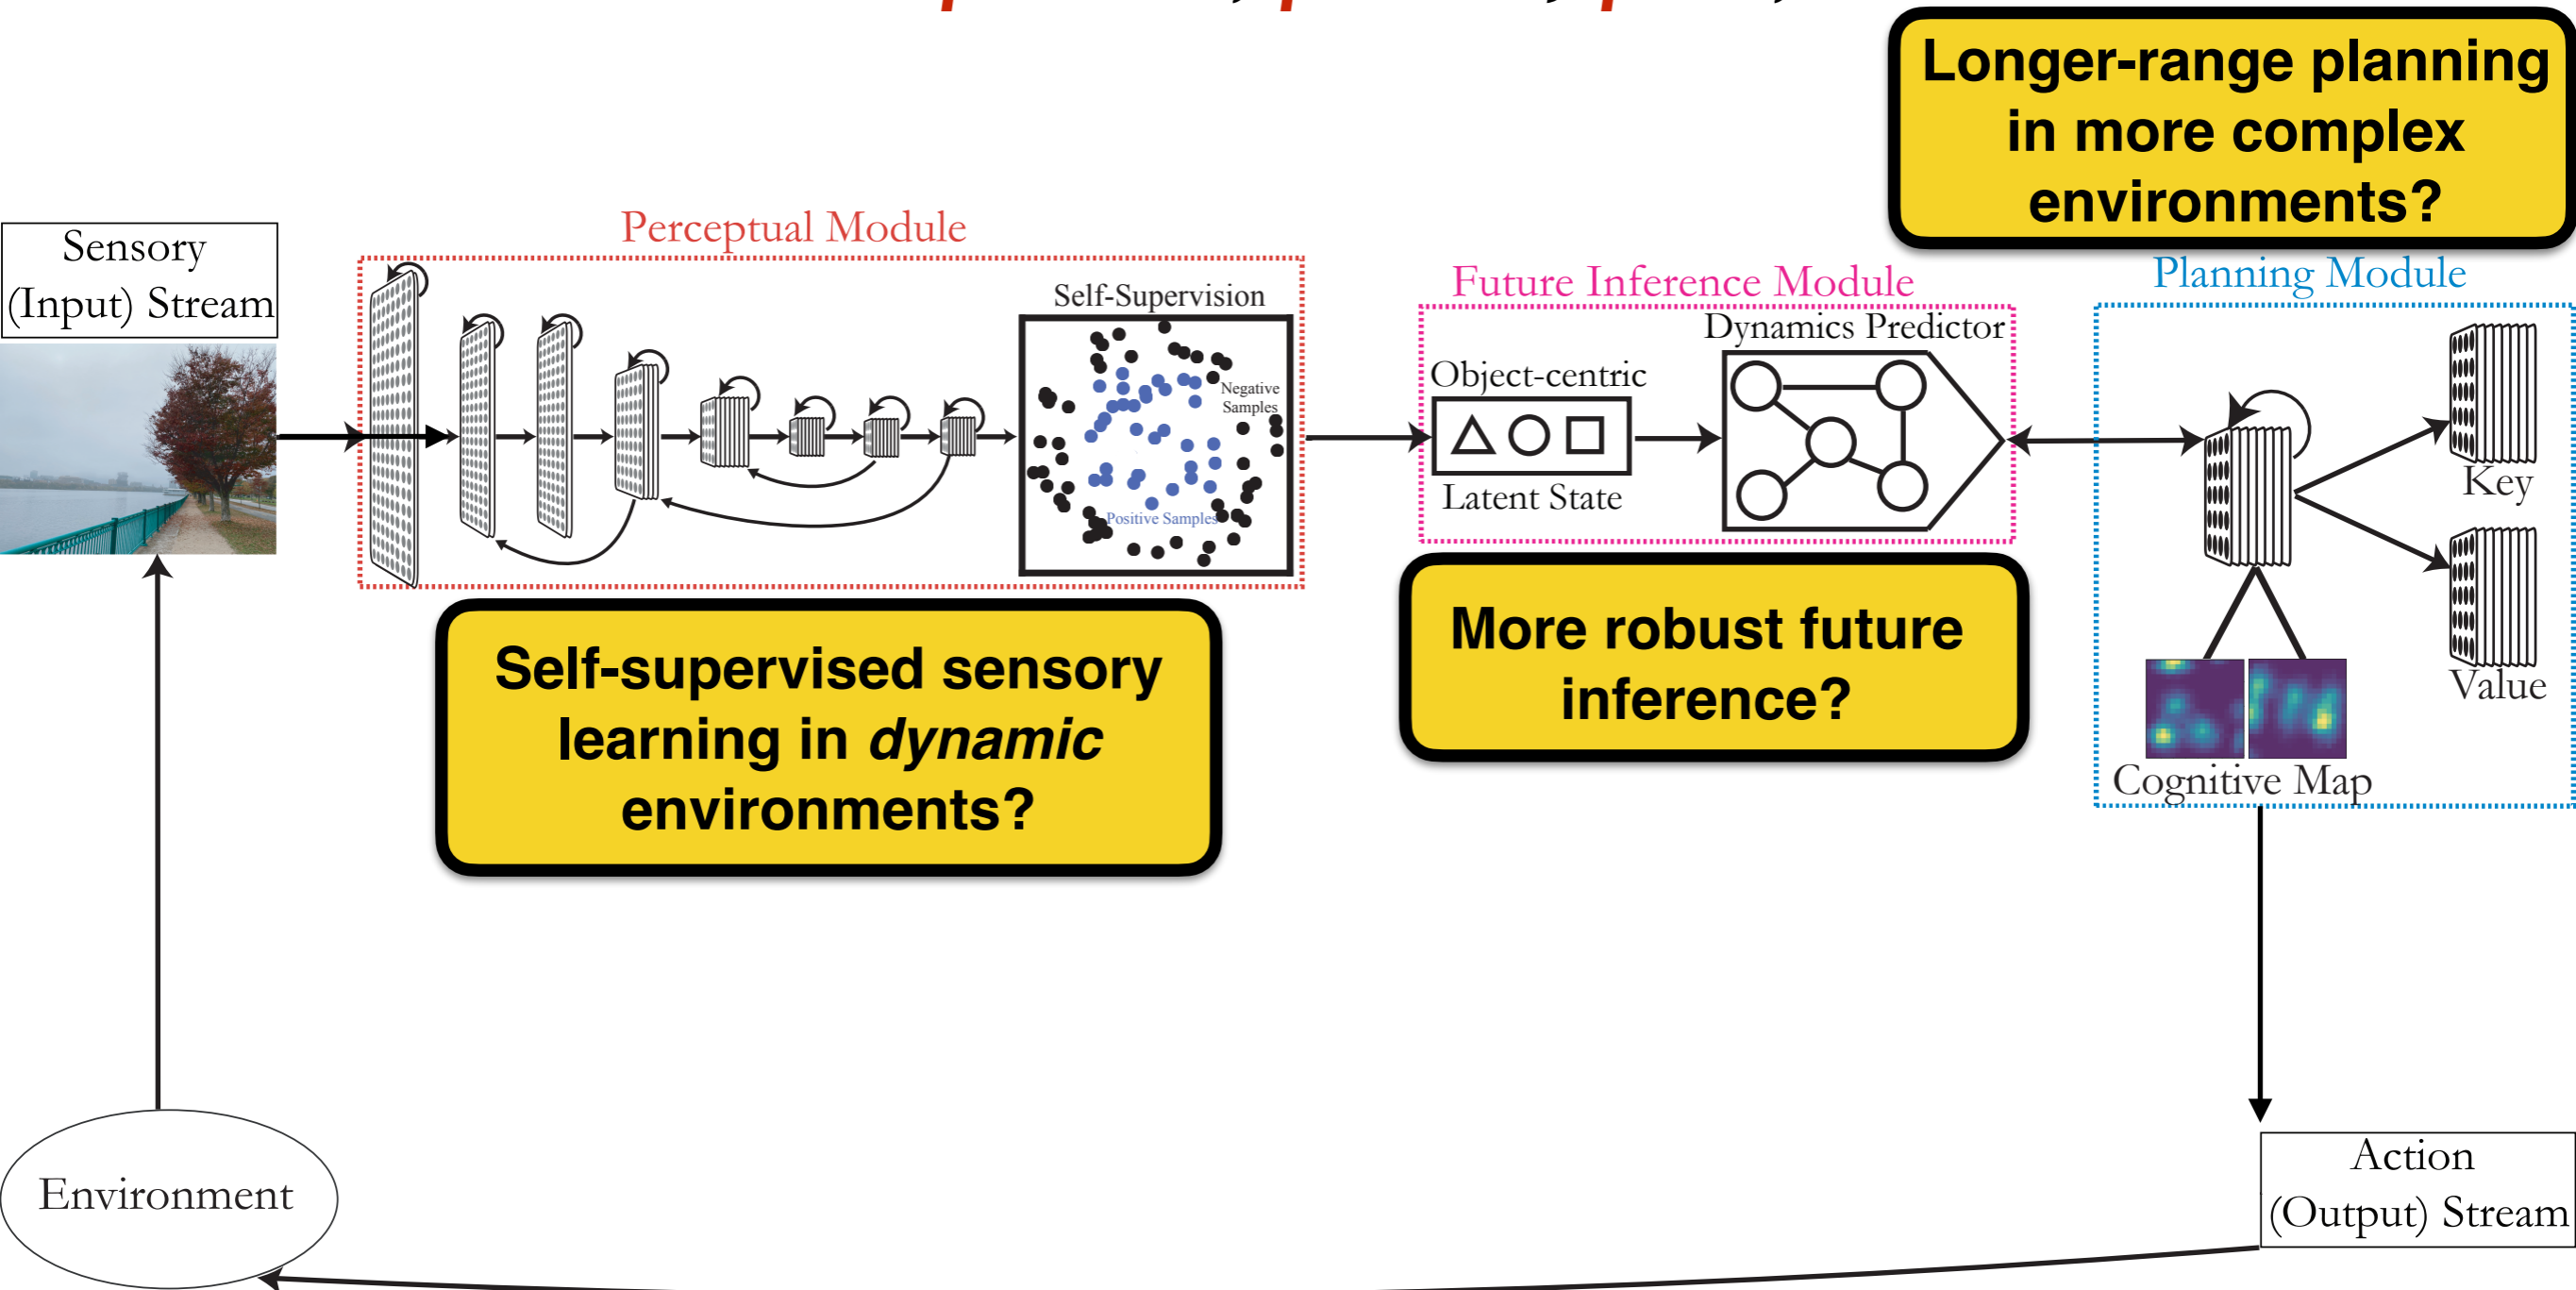 Longer-range planning
in more complex
environments?
Sensory
(Input) Stream
Perceptual Module
Self-Supervision
Negative
Samples
Positive Samples
Future Inference Module
Dynamics Predictor
Object-centric
Latent State
Planning Module
Key
Value
Cognitive Map
Self-supervised sensory
learning in dynamic
environments?
More robust future
inference?
Environment
Action
(Output) Stream